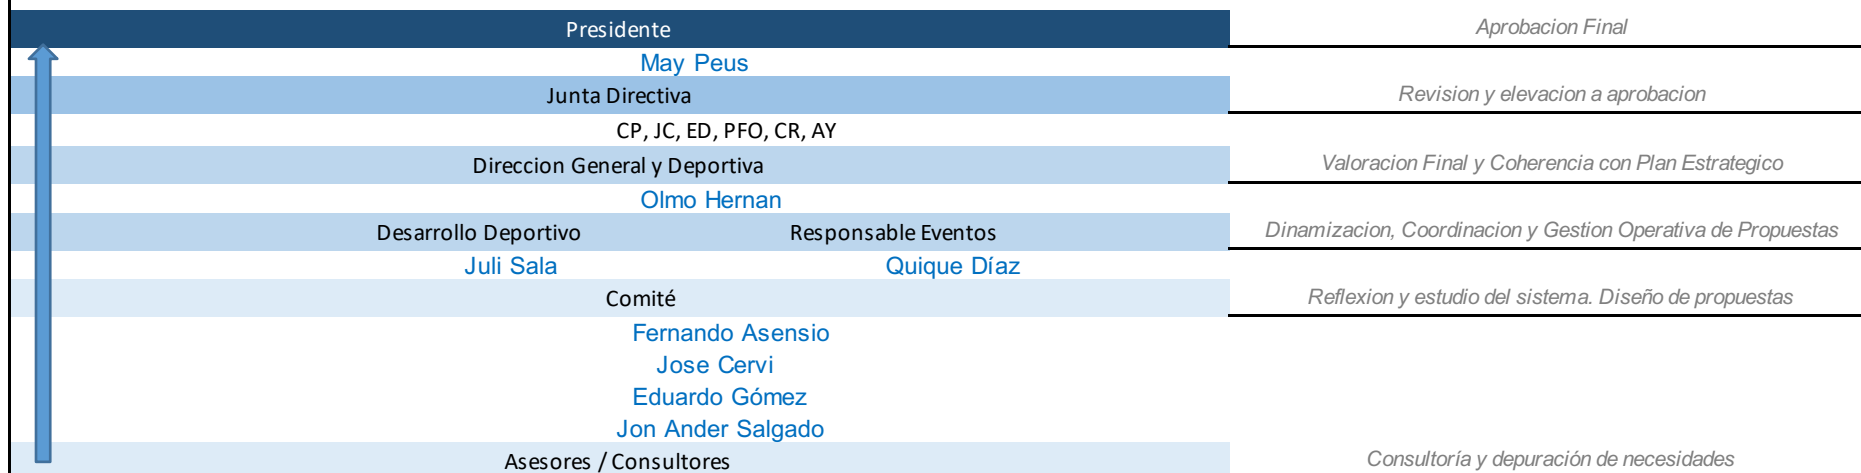 Presidente Aprobacion Final
May Peus
Junta Directiva Revision y elevacion a aprobacion
CP, JC, ED, PFO, CR, AY
Direccion General y Deportiva Valoracion Final y Coherencia con Plan Estrategico
Olmo Hernan
Desarrollo Deportivo Responsable Eventos Dinamizacion, Coordinacion y Gestion Operativa de Propuestas
Juli Sala Quique Díaz
Comité Reflexion y estudio del sistema. Diseño de propuestas
Fernando Asensio
Jose Cervi
Eduardo Gómez
Jon Ander Salgado
Asesores / Consultores Consultoría y depuración de necesidades